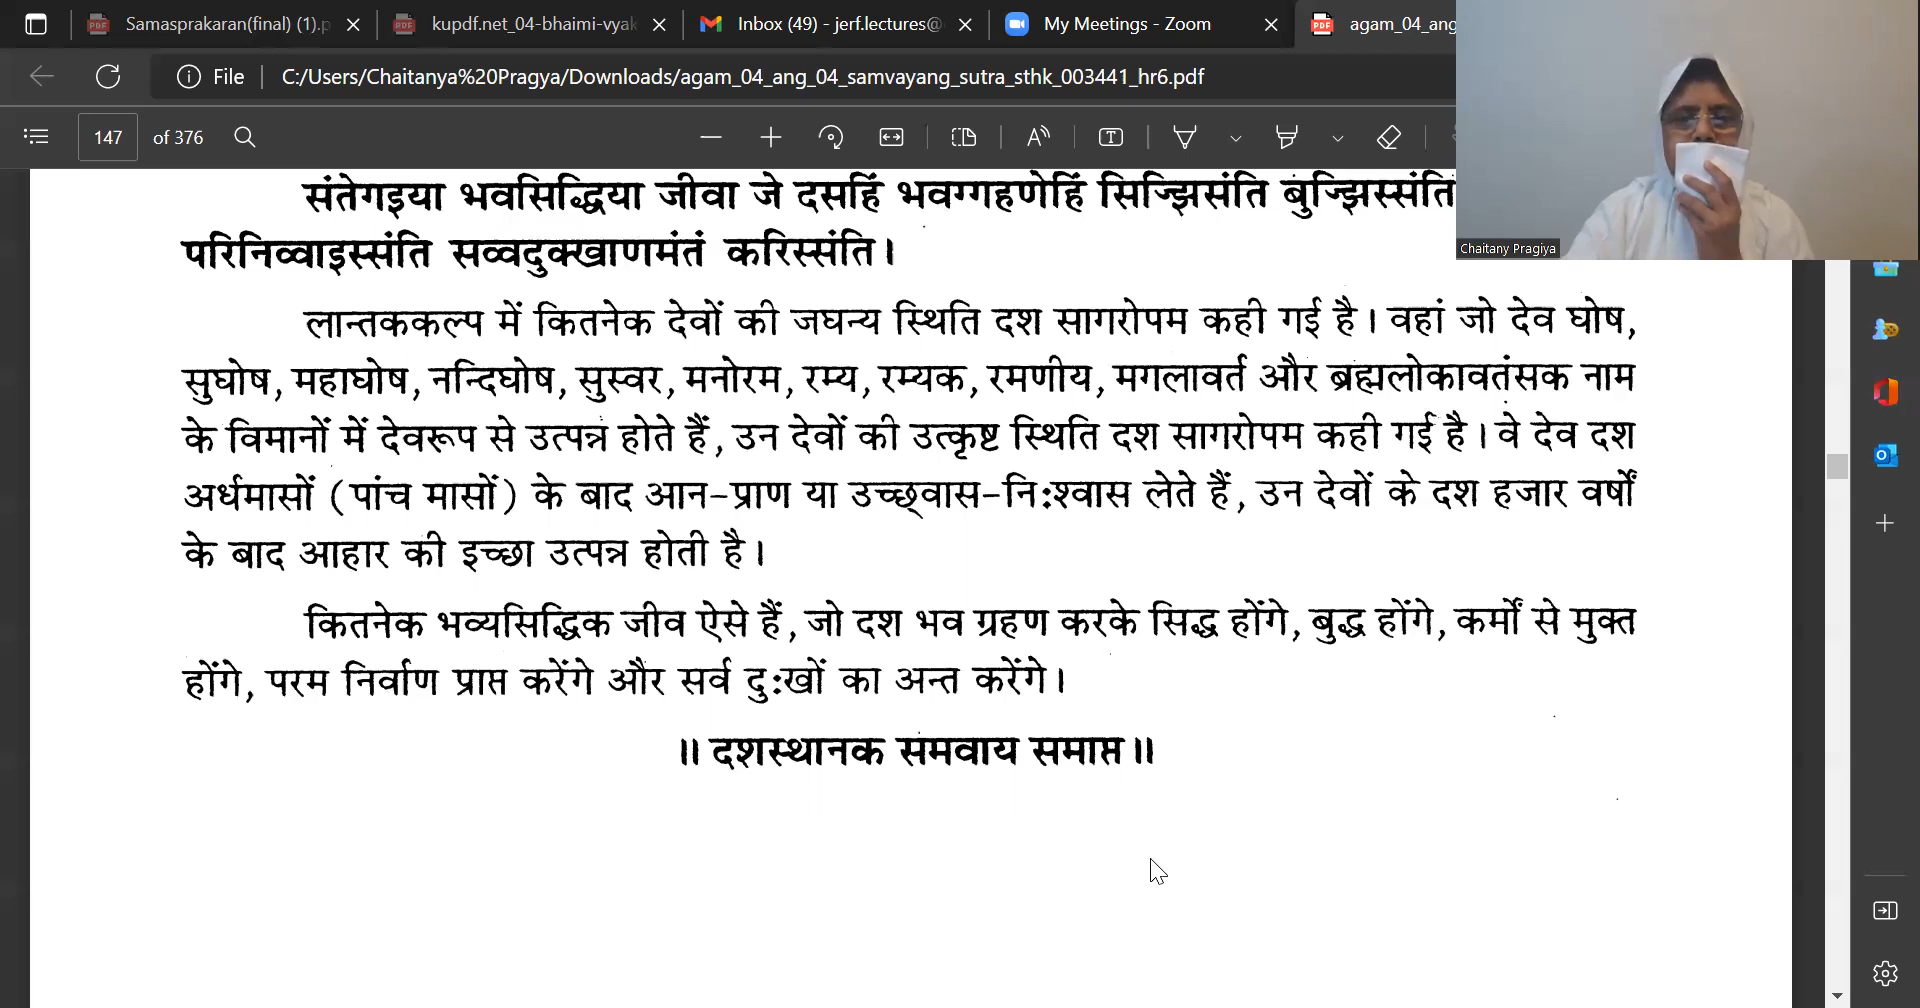 Samasprakaran(final) (1).p
kupdf.net_04-bhaimi-vyak
Inbox (49) - jerf.lectures@
My Meetings - Zoom
agam_04_ang
File
C:/Users/Chaitanya%20Pragya/Downloads/agam_04_ang_04_samvayang_sutra_sthk_003441_hr6.pdf
147 of 376
Chaitany Pragiya
संतेगइया भवसिद्धिया जीवा जे दसहिं भवग्गहणेहिं सिज्झिसंति बुज्झिस्संति
परिनिव्वाइस्संति सव्वदुक्खाणमंतं करिस्संति।
लान्तककल्प में कितनेक देवों की जघन्य स्थिति दश सागरोपम कही गई है। वहां जो देव घोष,
सुघोष, महाघोष, नन्दिघोष, सुस्वर, मनोरम, रम्य, रम्यक, रमणीय, मगलावर्त और ब्रह्मलोकावतंसक नाम
के विमानों में देवरूप से उत्पन्न होते हैं, उन देवों की उत्कृष्ट स्थिति दश सागरोपम कही गई है। वे देव दश
अर्धमासों (पांच मासों) के बाद आन-प्राण या उच्छ्वास-नि:श्वास लेते हैं, उन देवों के दश हजार वर्षों
के बाद आहार की इच्छा उत्पन्न होती है।
कितनेक भव्यसिद्धिक जीव ऐसे हैं, जो दश भव ग्रहण करके सिद्ध होंगे, बुद्ध होंगे, कर्मों से मुक्त
होंगे, परम निर्वाण प्राप्त करेंगे और सर्व दु:खों का अन्त करेंगे।
॥ दशस्थानक समवाय समाप्त ॥